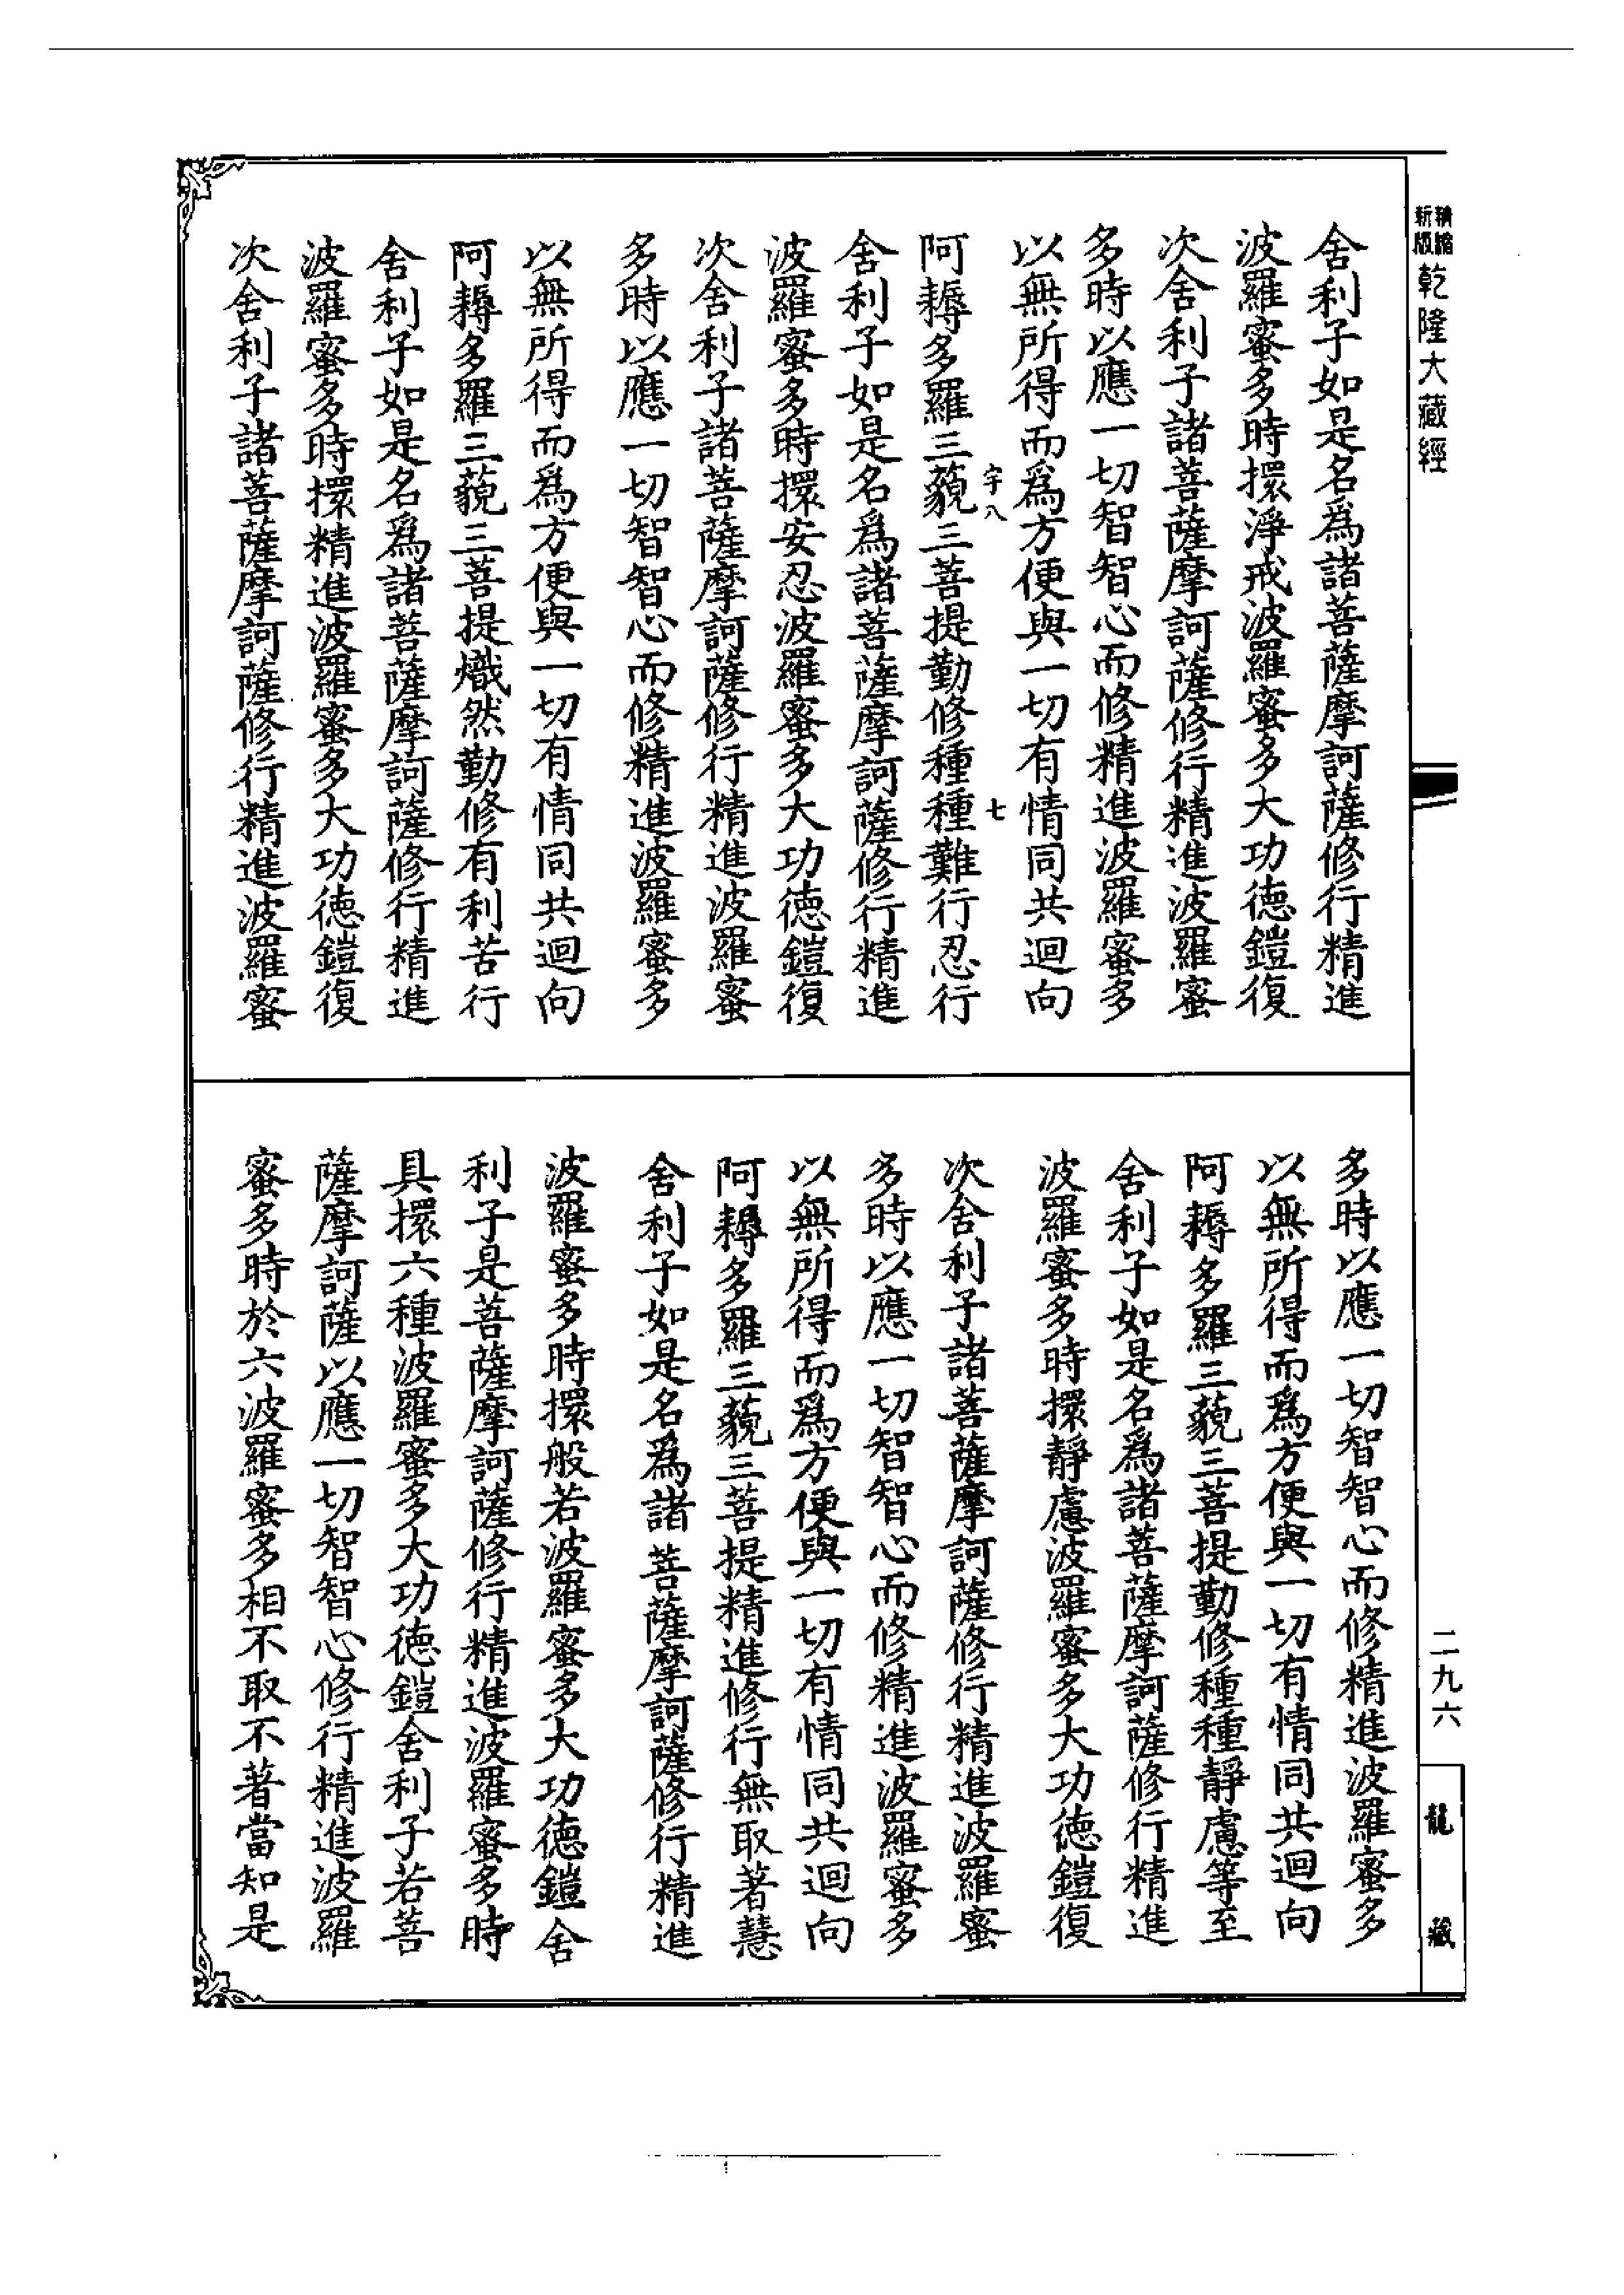 新版精縮乾隆大藏經
舍利子如是名爲諸菩薩摩訶薩修行精進
波羅蜜多時擐淨戒波羅蜜多大功德鎧復
次舍利子諸菩薩摩訶薩修行精進波羅蜜
多時以應一切智智心而修精進波羅蜜多
以無所得而爲方便與一切有情同共迴向
字八 七
阿耨多羅三藐三菩提勤修種種難行忍行
舍利子如是名爲諸菩薩摩訶薩修行精進
波羅蜜多時擐安忍波羅蜜多大功德鎧復
次舍利子諸菩薩摩訶薩修行精進波羅蜜
多時以應一切智智心而修精進波羅蜜多
以無所得而爲方便與一切有情同共迴向
阿耨多羅三藐三菩提熾然勤修有利苦行
舍利子如是名爲諸菩薩摩訶薩修行精進
波羅蜜多時擐精進波羅蜜多大功德鎧復
次舍利子諸菩薩摩訶薩修行精進波羅蜜
多時以應一切智智心而修精進波羅蜜多
以無所得而爲方便與一切有情同共迴向
阿耨多羅三藐三菩提勤修種種靜慮等至
舍利子如是名爲諸菩薩摩訶薩修行精進
波羅蜜多時擐靜慮波羅蜜多大功德鎧復
次舍利子諸菩薩摩訶薩修行精進波羅蜜
多時以應一切智智心而修精進波羅蜜多
以無所得而爲方便與一切有情同共迴向
阿耨多羅三藐三菩提精進修行無取著慧
舍利子如是名爲諸菩薩摩訶薩修行精進
波羅蜜多時擐般若波羅蜜多大功德鎧舍
利子是菩薩摩訶薩修行精進波羅蜜多時
具擐六種波羅蜜多大功德鎧舍利子若菩
薩摩訶薩以應一切智智心修行精進波羅
蜜多時於六波羅蜜多相不取不著當知是
二九六
龍藏